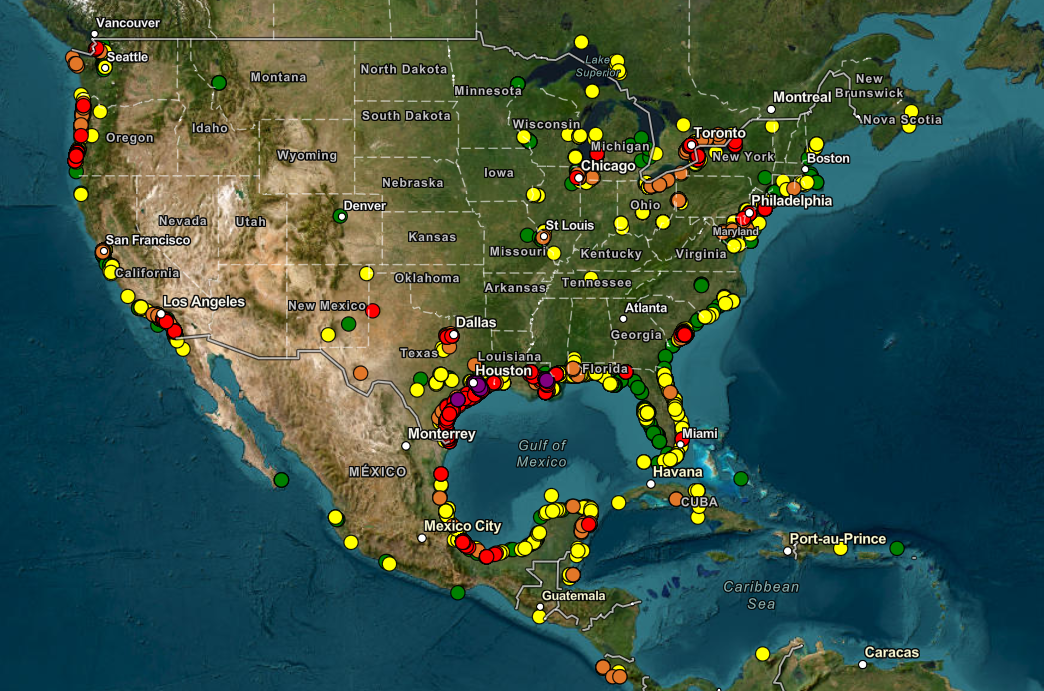 Vancouver
Seattle
Montana
North Dakota
Minnesota
Lake
Superior
New
Brunswick
Montreal
Nova Scotia
South Dakota
Oregon
Idaho
Wisconsin
Michigan
Toronto
New York
Boston
Wyoming
Iowa
Chicago
Nebraska
Ohio
Philadelphia
Denver
Nevada
Utah
St Louis
Maryland
San Francisco
Kansas
Missouri
Kentucky
Virginia
California
Oklahoma
Arkansas
Tennessee
Los Angeles
New Mexico
Atlanta
Dallas
Georgia
Texas
Louisiana
Houston
Florida
Monterrey
Miami
Gulf of
Mexico
MÉXICO
Havana
CUBA
Mexico City
Port-au-Prince
Caribbean
Sea
Guatemala
Caracas